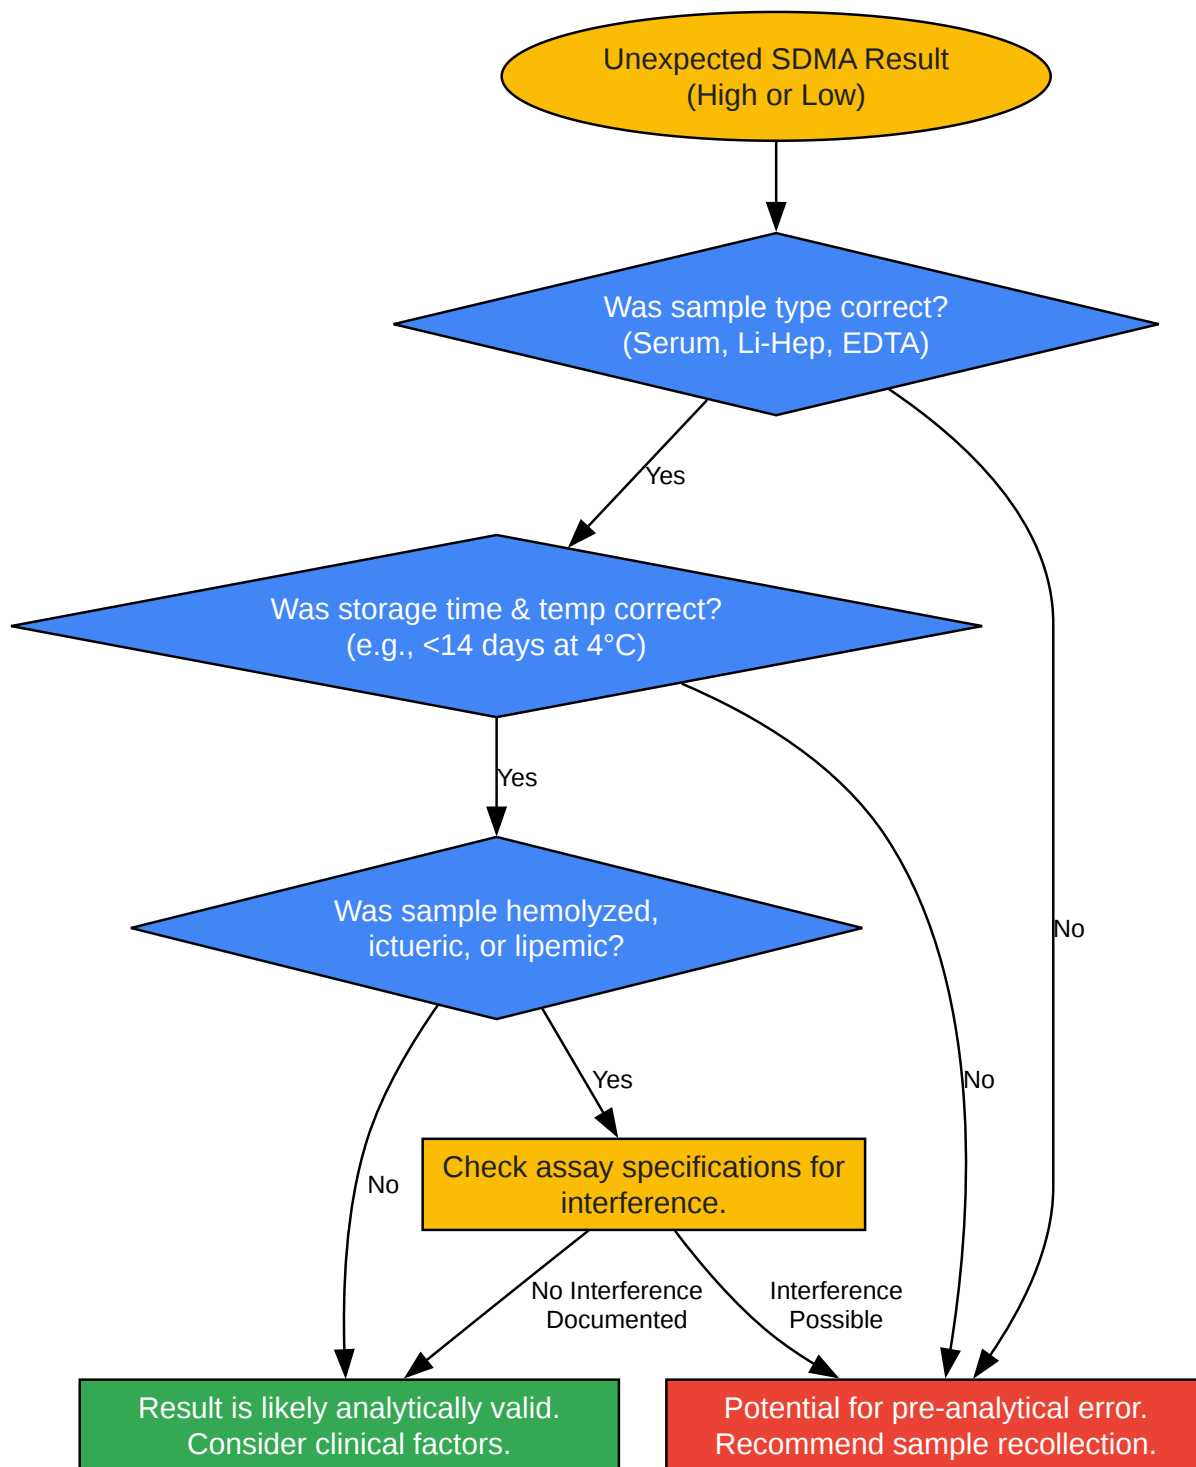 Unexpected SDMA Result
(High or Low)
Was sample type correct?
(Serum, Li-Hep, EDTA)
Yes
Was storage time & temp correct?
(e.g., <14 days at 4°C)
Yes
Was sample hemolyzed,
ictueric, or lipemic?
No
Yes
No
No
Check assay specifications for
interference.
No Interference
Documented
Interference
Possible
Result is likely analytically valid.
Consider clinical factors.
Potential for pre-analytical error.
Recommend sample recollection.